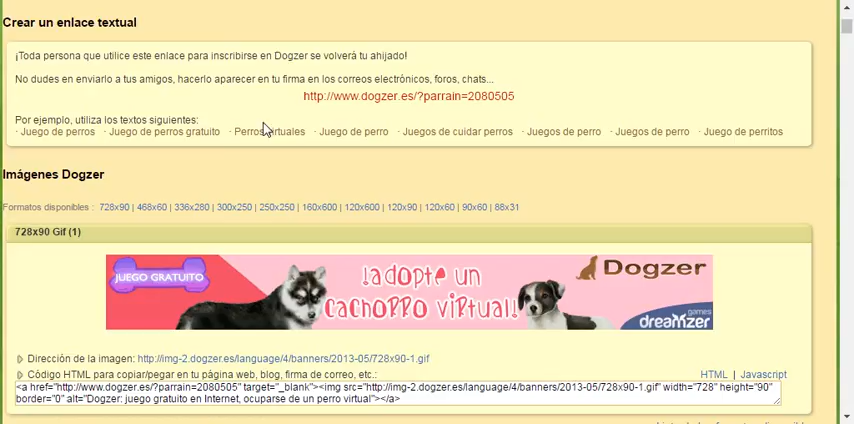 Crear un enlace textual
¡Toda persona que utilice este enlace para inscribirse en Dogzer se volverá tu ahijado!
No dudes en enviarlo a tus amigos, hacerlo aparecer en tu firma en los correos electrónicos, foros, chats...
http://www.dogzer.es/?parrain=2080505
Por ejemplo, utiliza los textos siguientes:
· Juego de perros · Juego de perros gratuito · Perros virtuales · Juego de perro · Juegos de cuidar perros · Juegos de perros · Juegos de perro · Juego de perritos
Imágenes Dogzer
Formatos disponibles : 728x90 | 468x60 | 336x280 | 300x250 | 250x250 | 160x600 | 120x600 | 120x90 | 120x60 | 90x60 | 88x31
728x90 Gif (1)
JUEGO GRATUITO
¡adopte un
cachorro virtual!
Dogzer
games
dreamzer
Dirección de la imagen: http://img-2.dogzer.es/language/4/banners/2013-05/728x90-1.gif
Código HTML para copiar/pegar en tu página web, blog, firma de correo, etc.: HTML | Javascript
<a href="http://www.dogzer.es/?parrain=2080505" target="_blank"><img src="http://img-2.dogzer.es/language/4/banners/2013-05/728x90-1.gif" width="728" height="90"
border="0" alt="Dogzer: juego gratuito en Internet, ocuparse de un perro virtual"></a>